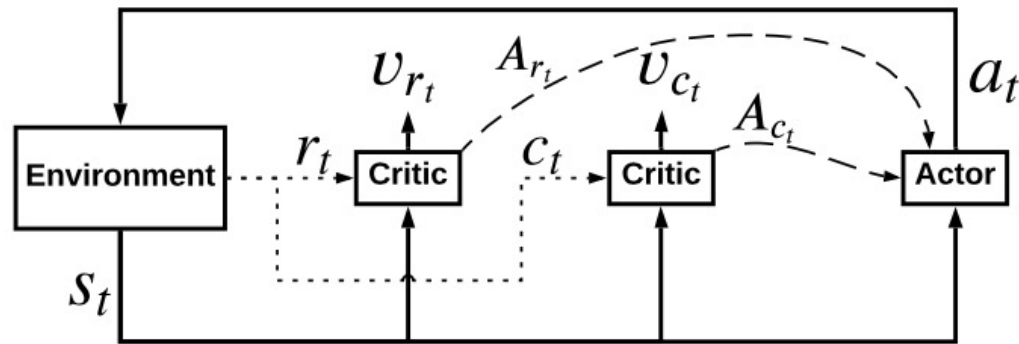 v_{r_t}
A_{r_t}
v_{c_t}
A_{c_t}
a_t
Environment
r_t
Critic
c_t
Critic
Actor
s_t